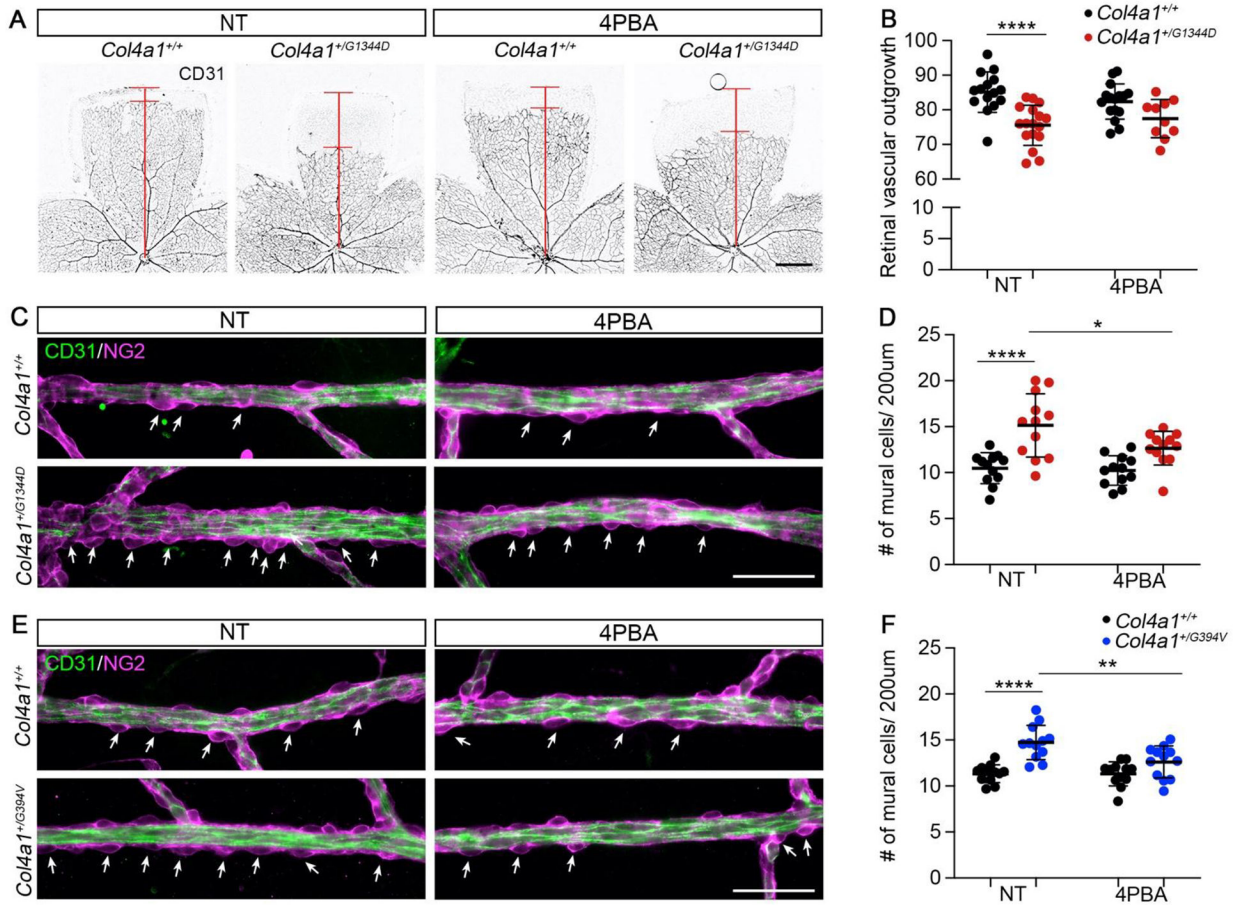 A
NT
4PBA
Col4a1+/+
Col4a1+/G1344D
Col4a1+/+
Col4a1+/G1344D
CD31
B
Col4a1+/+
Col4a1+/G1344D
****
Retinal vascular outgrowth
100
90
80
70
60
10
0
NT
4PBA
C
NT
4PBA
CD31/NG2
Col4a1+/+
Col4a1+/G1344D
D
*
****
# of mural cells/ 200um
25
20
15
10
5
0
NT
4PBA
E
NT
4PBA
CD31/NG2
Col4a1+/+
Col4a1+/G394V
F
Col4a1+/+
Col4a1+/G394V
**
****
# of mural cells/ 200um
25
20
15
10
5
0
NT
4PBA